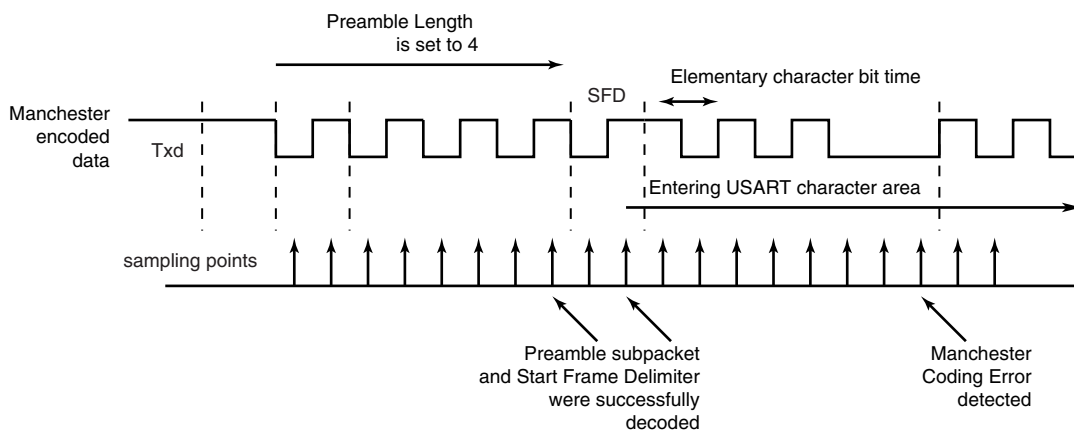 Preamble Length
is set to 4
Elementary character bit time
SFD
Manchester
encoded
data
Txd
Entering USART character area
sampling points
Preamble subpacket
and Start Frame Delimiter
were successfully
decoded
Manchester
Coding Error
detected